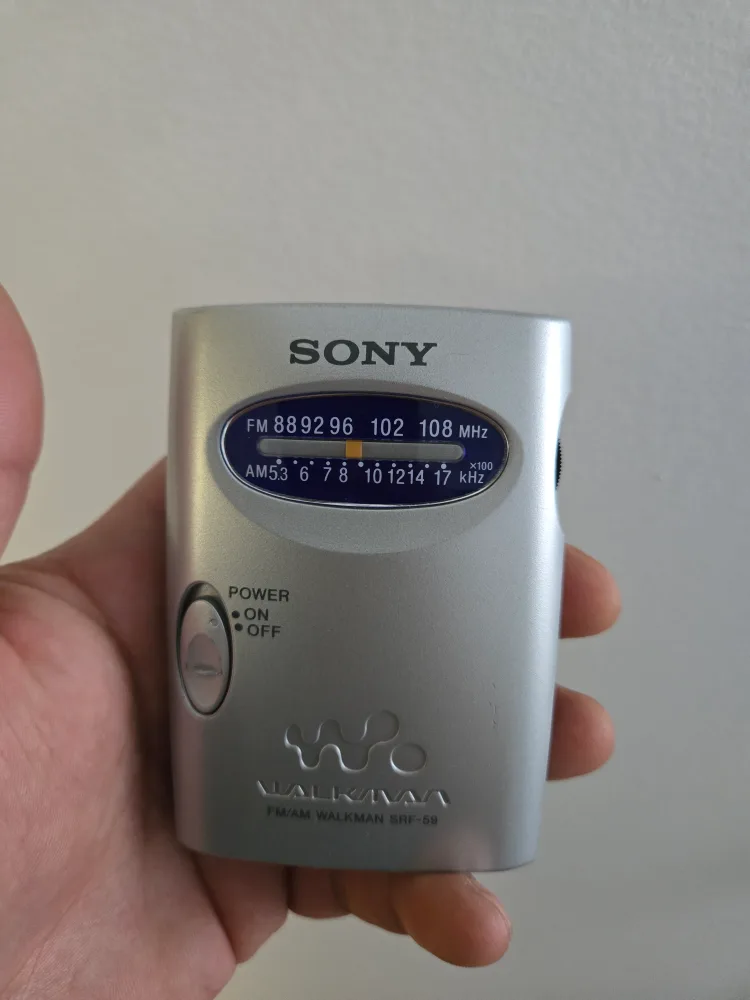 SONY
FM 88 92 96 102 108 MHz
AM 5.3 6 7 8 10 12 14 17 x100 kHz
POWER
ON
OFF
WALKMAN
FM/AM WALKMAN SRF-59